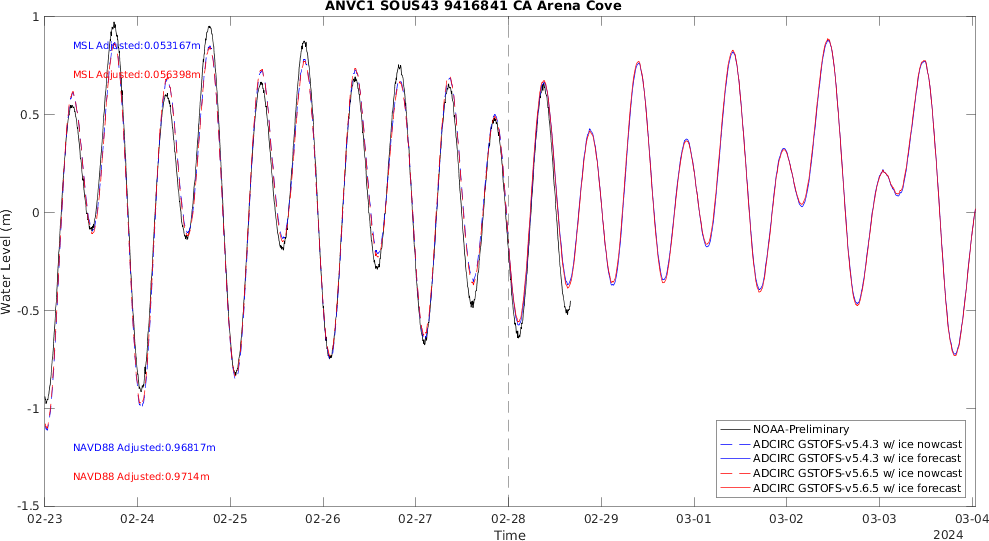 ANVC1 SOUS43 9416841 CA Arena Cove
1
0.5
0
-0.5
-1
-1.5
Water Level (m)
MSL Adjusted:0.053167m
MSL Adjusted:0.056398m
NAVD88 Adjusted:0.96817m
NAVD88 Adjusted:0.9714m
NOAA-Preliminary
ADCIRC GSTOFS-v5.4.3 w/ ice nowcast
ADCIRC GSTOFS-v5.4.3 w/ ice forecast
ADCIRC GSTOFS-v5.6.5 w/ ice nowcast
ADCIRC GSTOFS-v5.6.5 w/ ice forecast
02-23 02-24 02-25 02-26 02-27 02-28 02-29 03-01 03-02 03-03 03-04
Time
2024